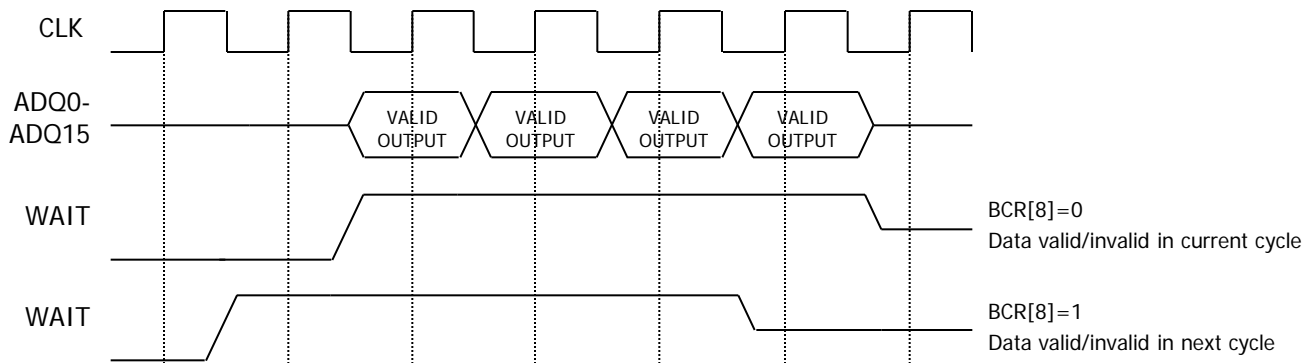 CLK
ADQ0-
ADQ15
VALID
OUTPUT
VALID
OUTPUT
VALID
OUTPUT
VALID
OUTPUT
WAIT
BCR[8]=0
Data valid/invalid in current cycle
WAIT
BCR[8]=1
Data valid/invalid in next cycle